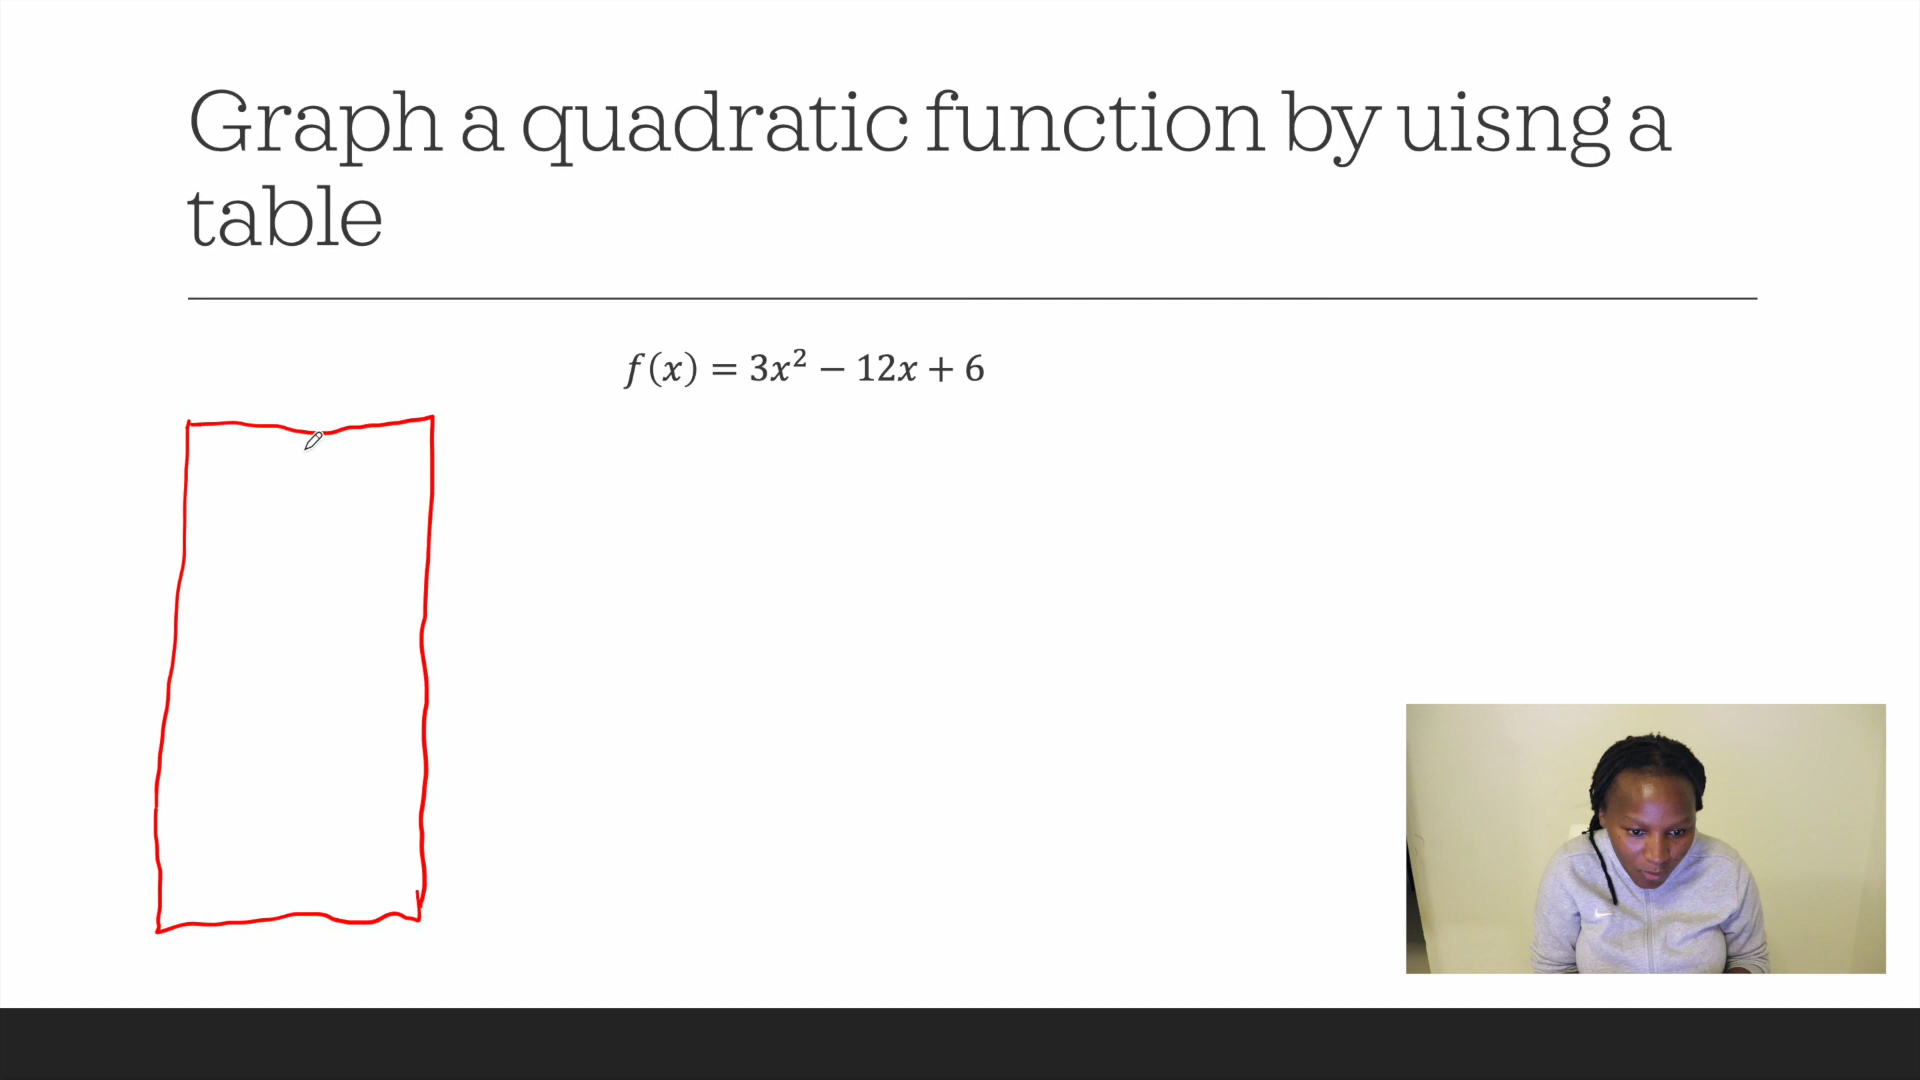 Graph a quadratic function by uisng a
table
f(x) = 3x² − 12x + 6